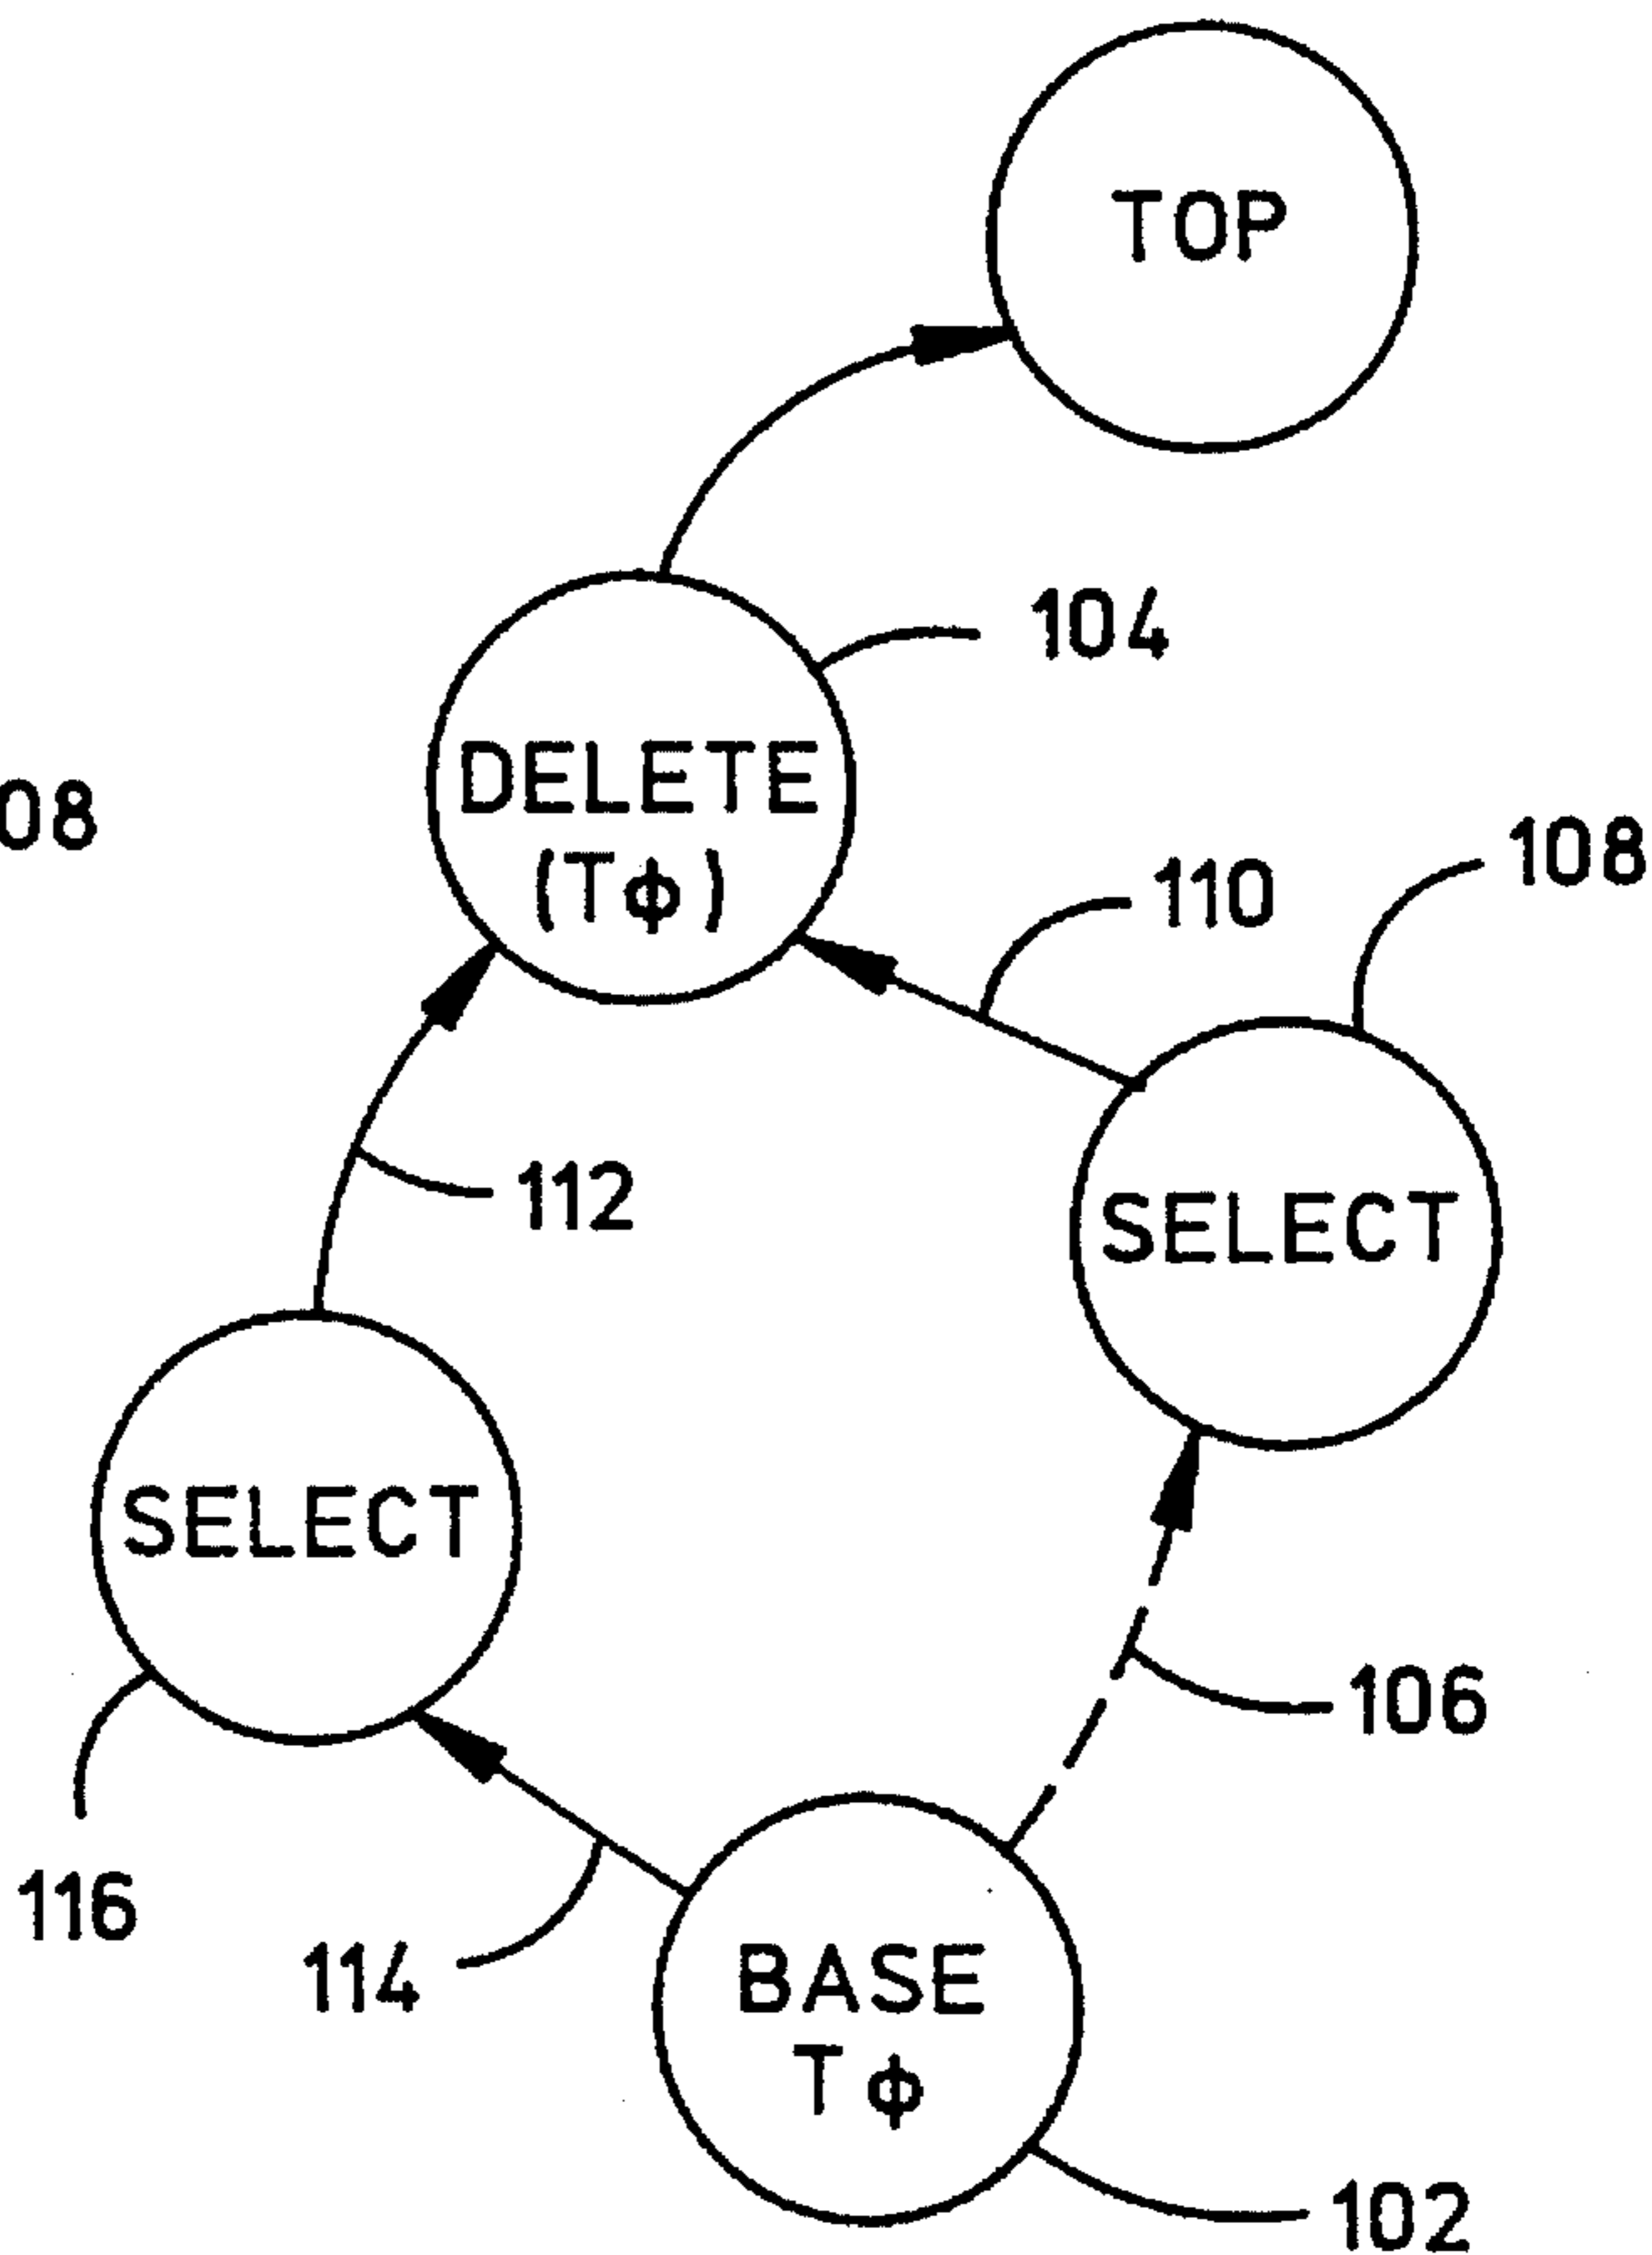 TOP
104
DELETE
(Tϕ)
08
110
108
112
SELECT
SELECT
106
116
114
BASE
Tϕ
102